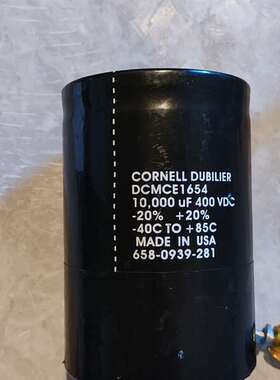 CORNELL DUBILIER
DCMCE1654
10,000 uF 400 VDC
-20% +20%
-40C TO +85C
MADE IN USA
658-0939-281